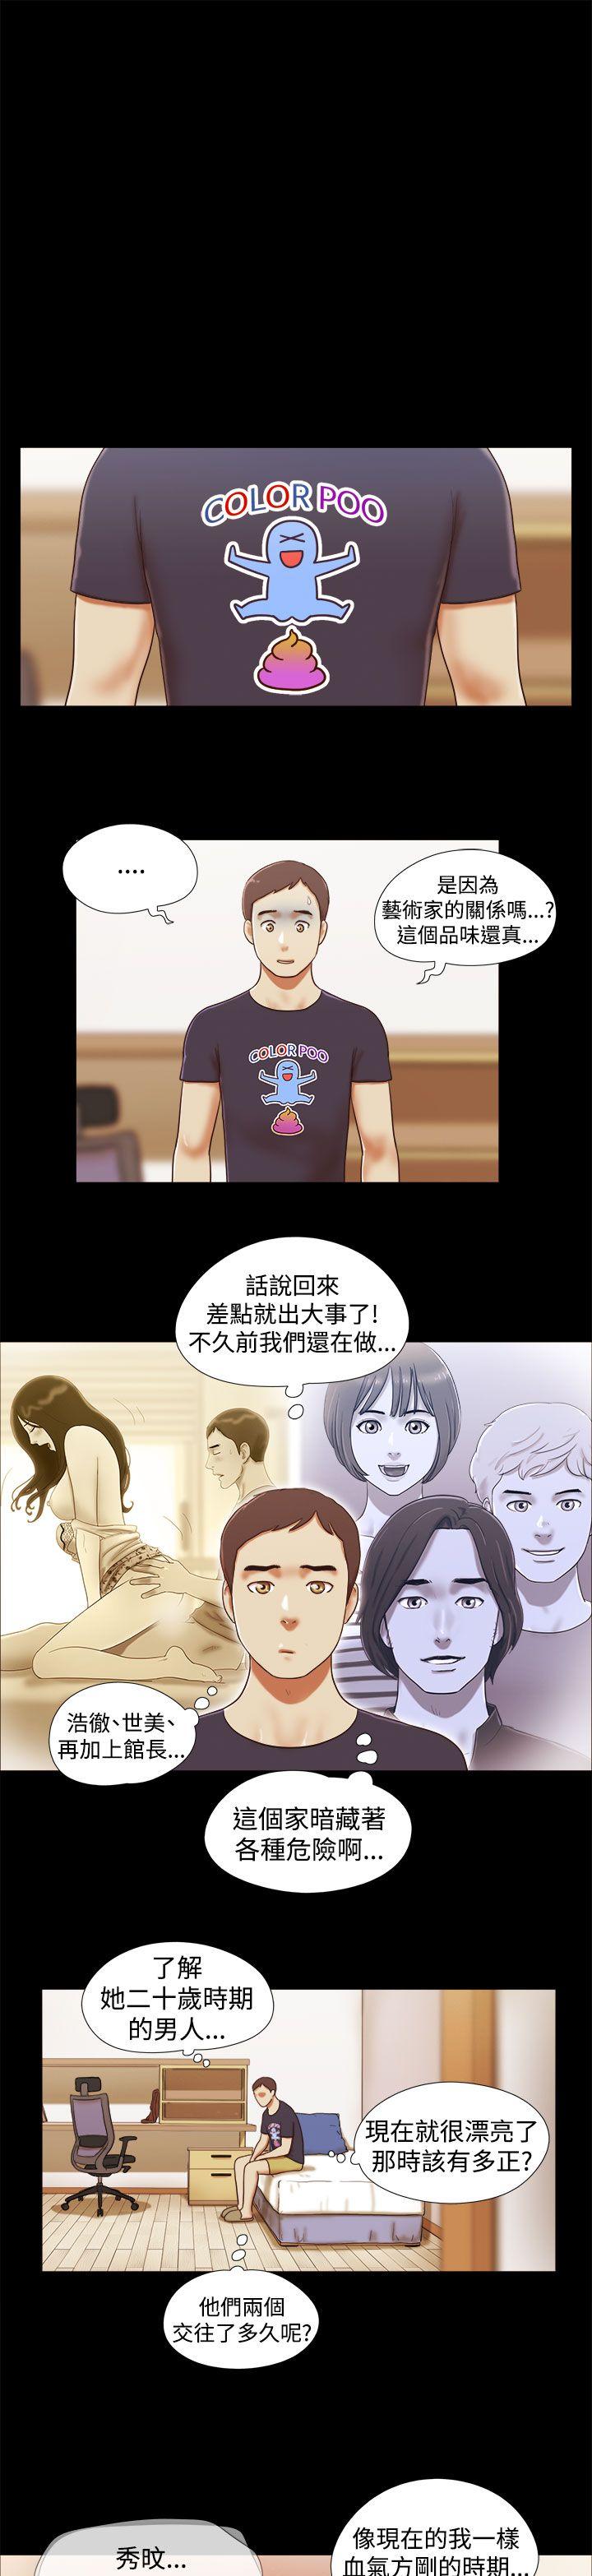 COLOR POO
....
是因為
藝術家的關係嗎...?
這個品味還真...
COLOR POO
話說回來
差點就出大事了!
不久前我們還在做...
浩徹、世美、
再加上館長...
這個家暗藏著
各種危險啊...
了解
她二十歲時期
的男人...
現在就很漂亮了
那時該有多正?
他們兩個
交往了多久呢?
像現在的我一樣
血氣方剛的時期...
秀旼...